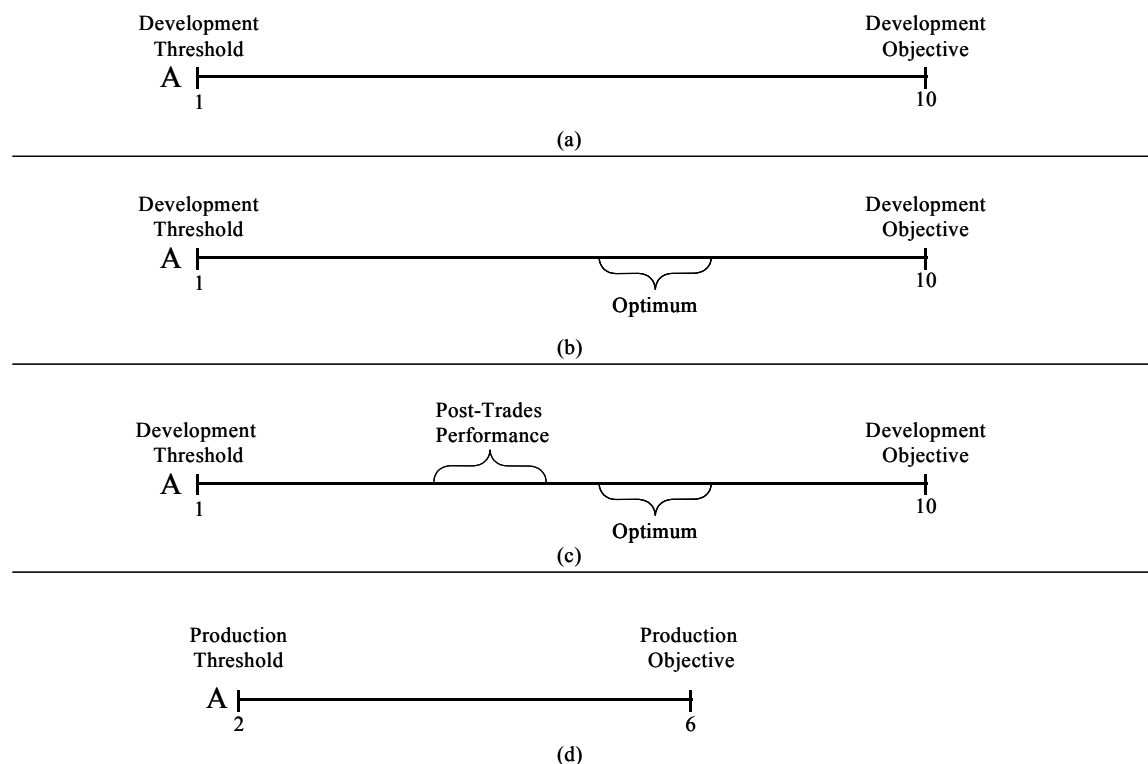 Development
Threshold
Development
Objective
A
1
10
(a)
Development
Threshold
Development
Objective
A
1
10
Optimum
(b)
Post-Trades
Performance
Development
Threshold
Development
Objective
A
1
10
Optimum
(c)
Production
Threshold
Production
Objective
A
2
6
(d)